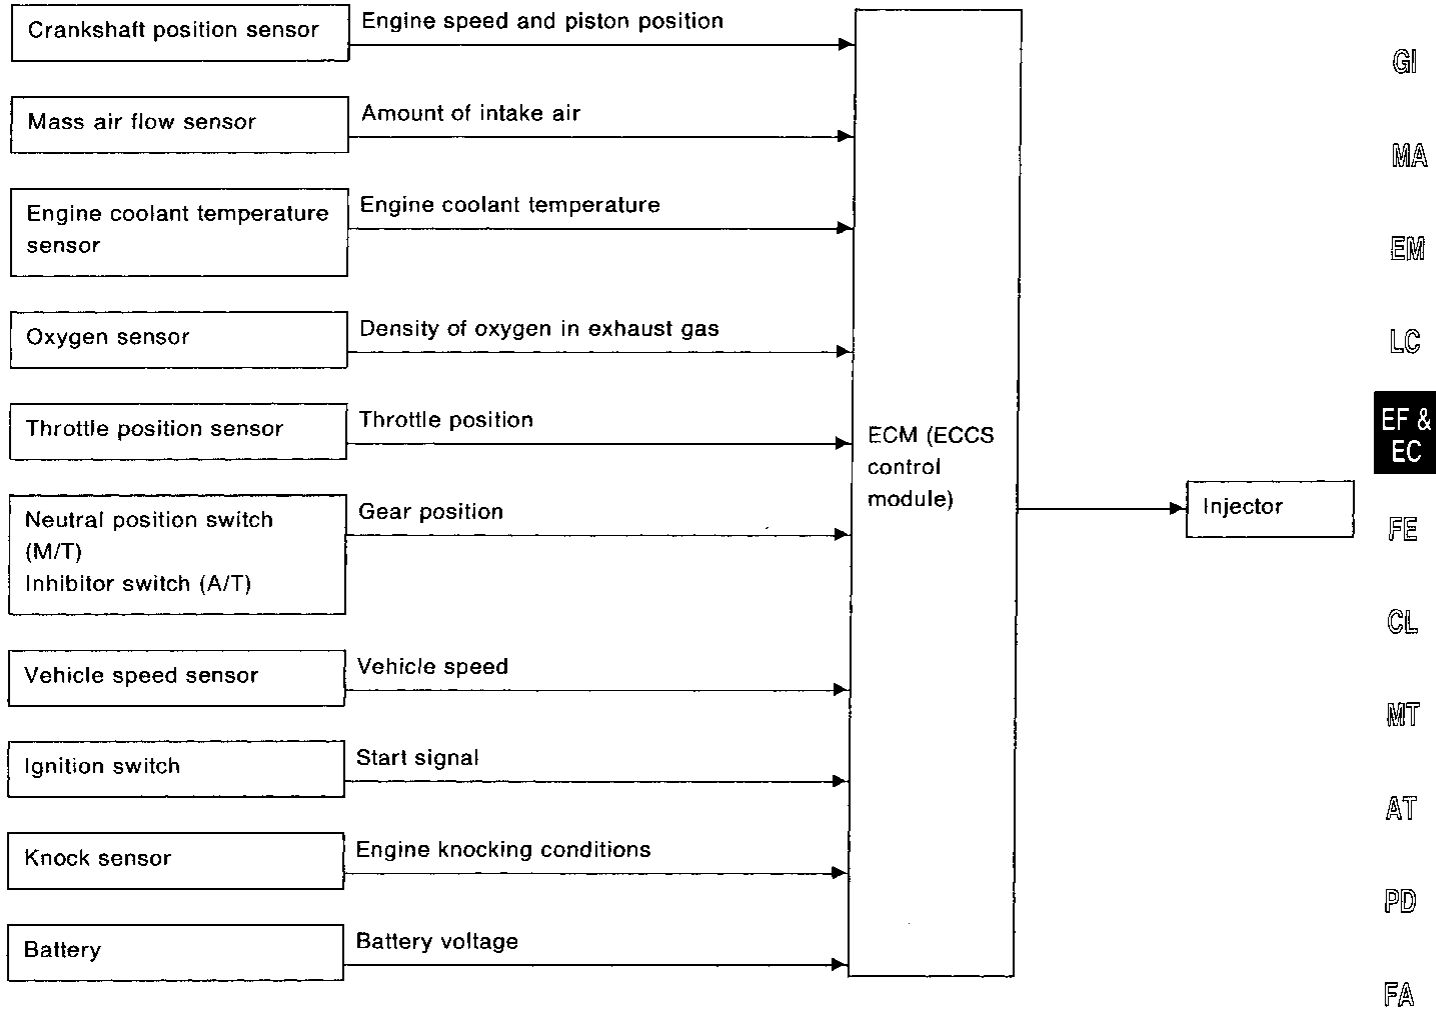 Crankshaft position sensor
Engine speed and piston position
Mass air flow sensor
Amount of intake air
Engine coolant temperature
sensor
Engine coolant temperature
Oxygen sensor
Density of oxygen in exhaust gas
Throttle position sensor
Throttle position
Neutral position switch
(M/T)
Inhibitor switch (A/T)
Gear position
Vehicle speed sensor
Vehicle speed
Ignition switch
Start signal
Knock sensor
Engine knocking conditions
Battery
Battery voltage
ECM (ECCS
control
module)
Injector
GI
MA
EM
LC
EF &
EC
FE
CL
MT
AT
PD
FA